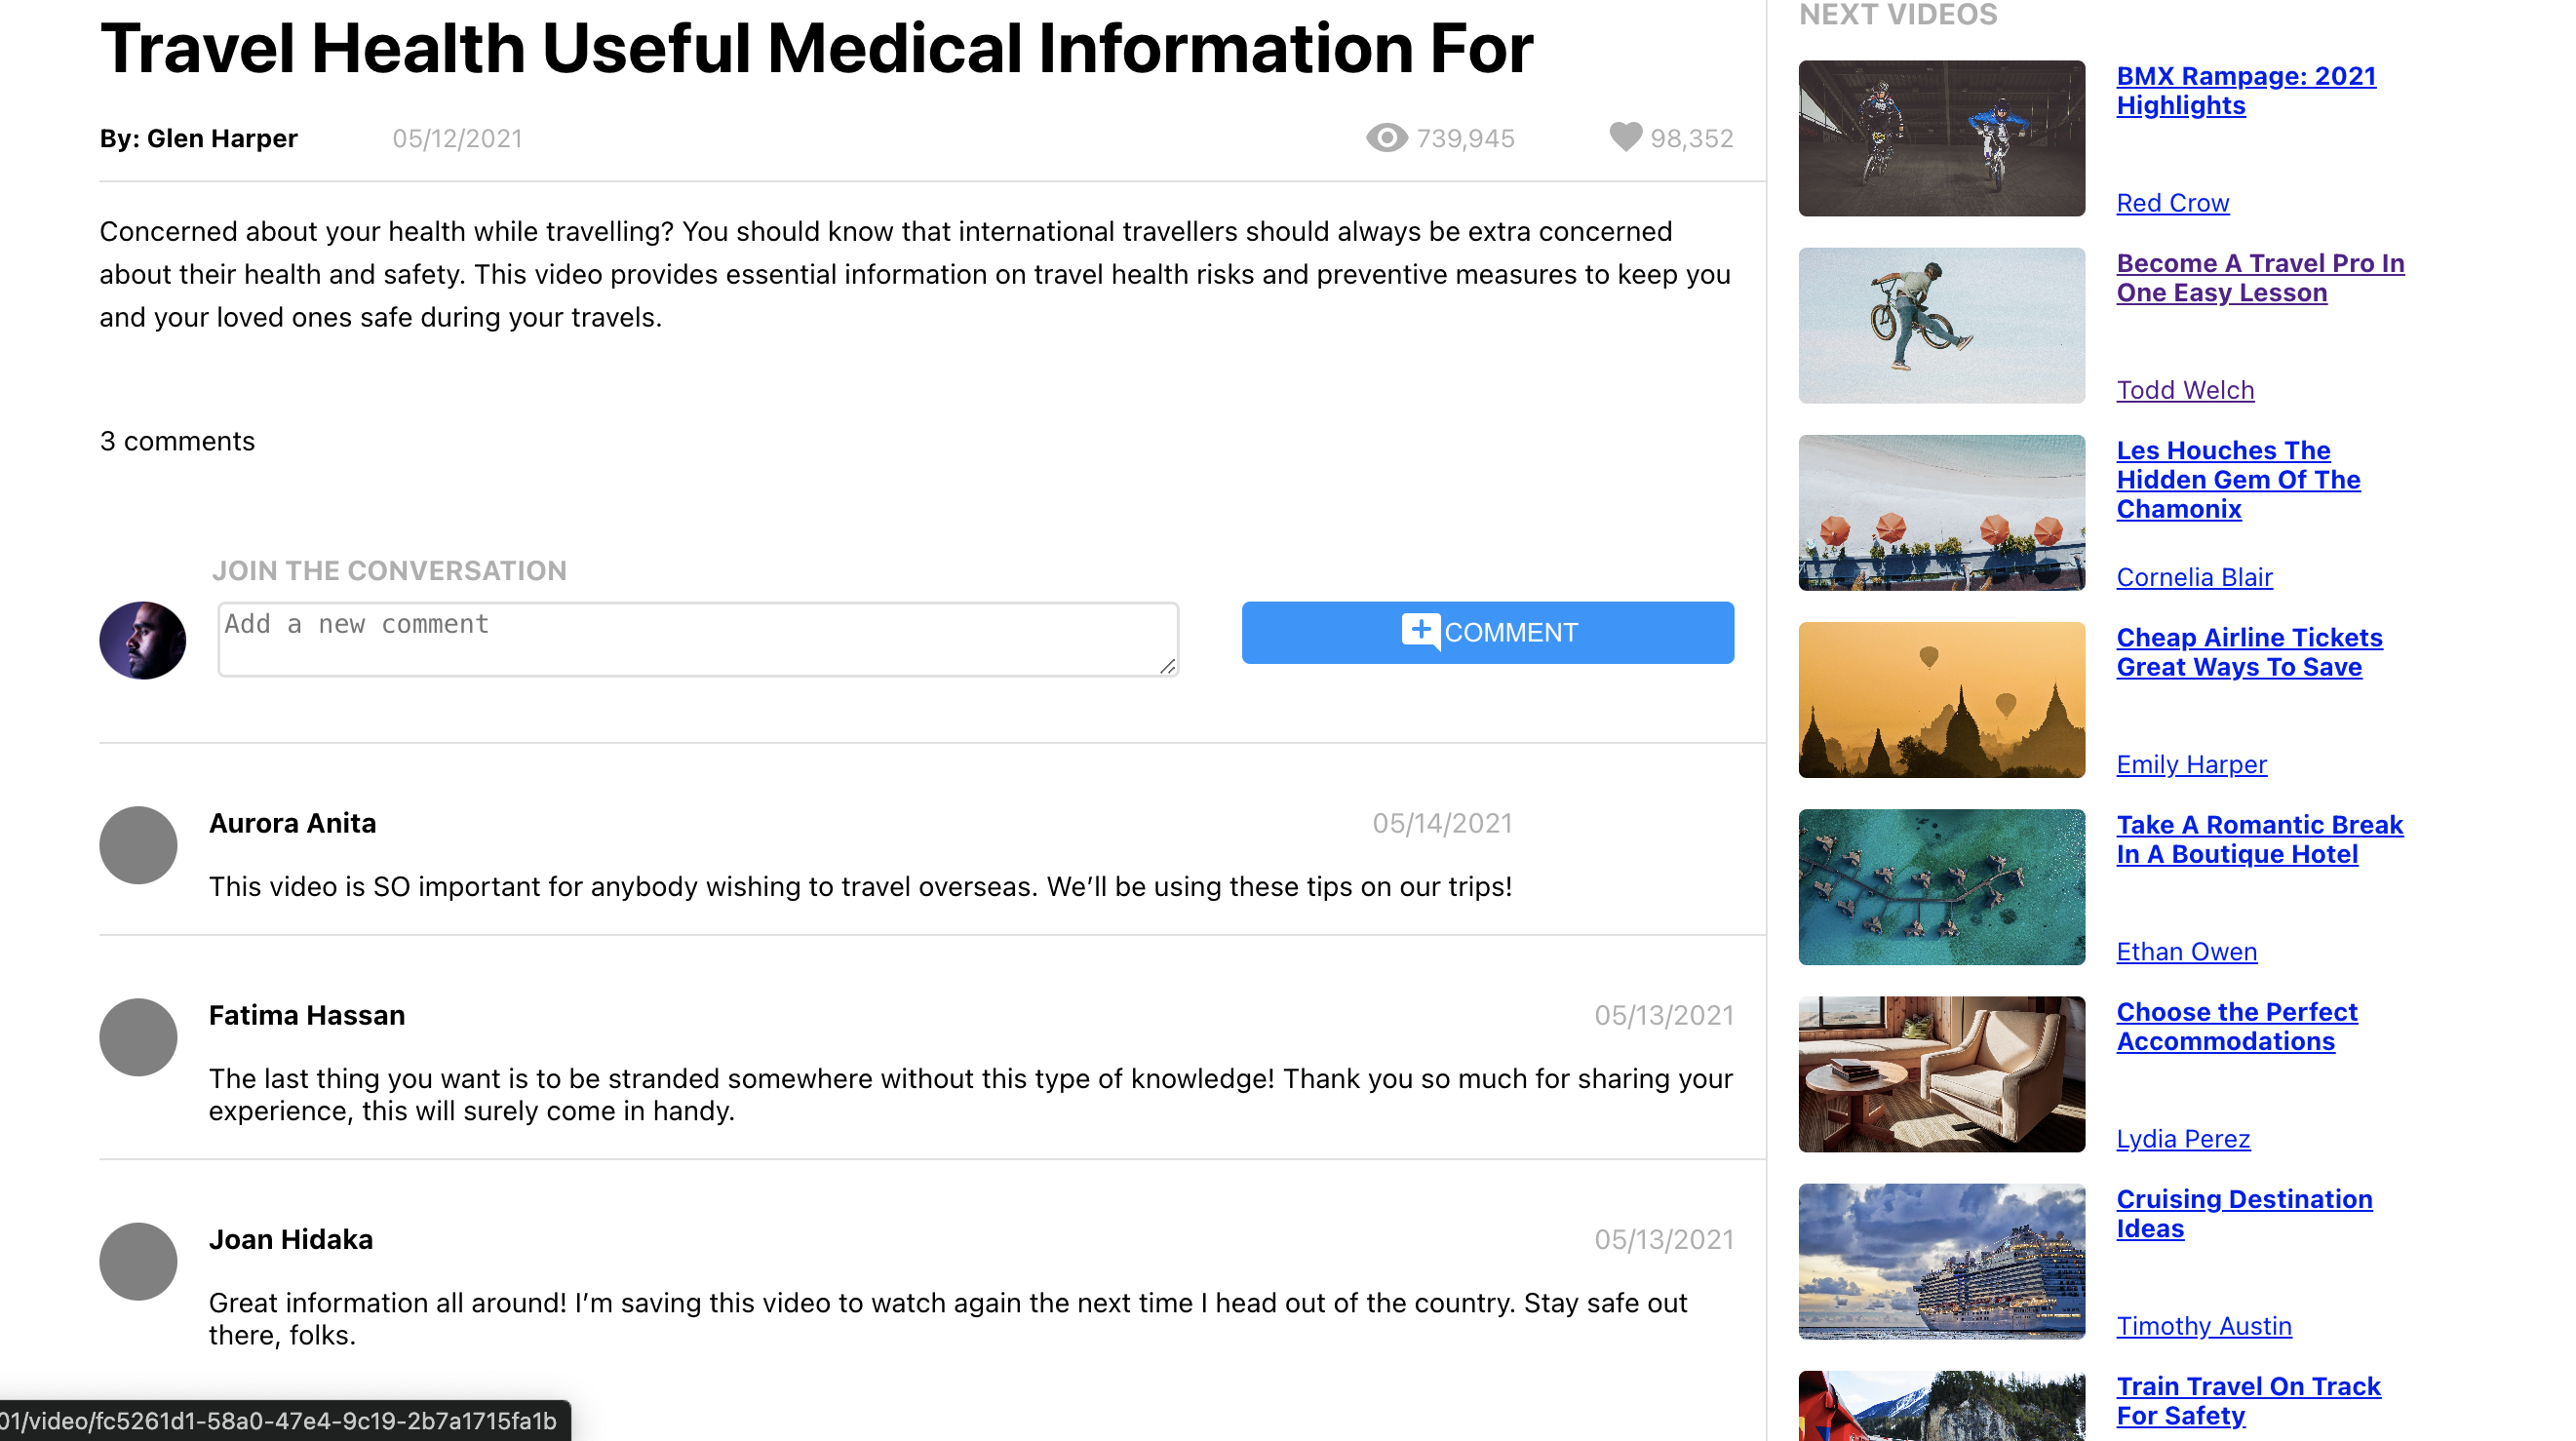 Travel Health Useful Medical Information For
By: Glen Harper 05/12/2021 739,945 98,352
Concerned about your health while travelling? You should know that international travellers should always be extra concerned
about their health and safety. This video provides essential information on travel health risks and preventive measures to keep you
and your loved ones safe during your travels.
3 comments
JOIN THE CONVERSATION
Add a new comment
COMMENT
Aurora Anita 05/14/2021
This video is SO important for anybody wishing to travel overseas. We’ll be using these tips on our trips!
Fatima Hassan 05/13/2021
The last thing you want is to be stranded somewhere without this type of knowledge! Thank you so much for sharing your
experience, this will surely come in handy.
Joan Hidaka 05/13/2021
Great information all around! I’m saving this video to watch again the next time I head out of the country. Stay safe out
there, folks.
01/video/fc5261d1-58a0-47e4-9c19-2b7a1715fa1b
NEXT VIDEOS
BMX Rampage: 2021
Highlights
Red Crow
Become A Travel Pro In
One Easy Lesson
Todd Welch
Les Houches The
Hidden Gem Of The
Chamonix
Cornelia Blair
Cheap Airline Tickets
Great Ways To Save
Emily Harper
Take A Romantic Break
In A Boutique Hotel
Ethan Owen
Choose the Perfect
Accommodations
Lydia Perez
Cruising Destination
Ideas
Timothy Austin
Train Travel On Track
For Safety